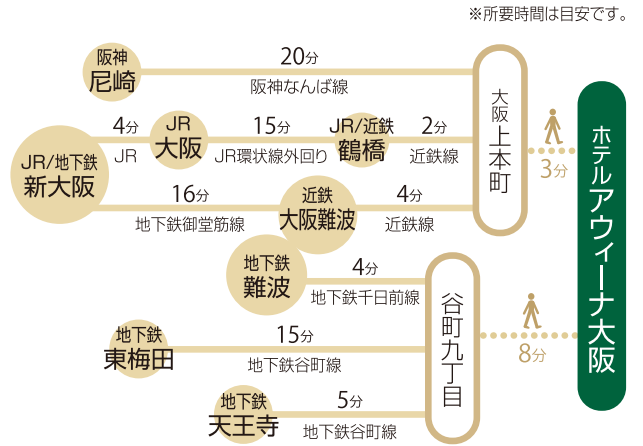 ※所要時間は目安です。
阪神
尼崎
20分
阪神なんば線
JR/地下鉄
新大阪
4分
JR
JR
大阪
15分
JR環状線外回り
JR/近鉄
鶴橋
2分
近鉄線
16分
地下鉄御堂筋線
近鉄
大阪難波
4分
近鉄線
大阪上本町
3分
地下鉄
難波
4分
地下鉄千日前線
地下鉄
東梅田
15分
地下鉄谷町線
地下鉄
天王寺
5分
地下鉄谷町線
谷町九丁目
8分
ホテルアウィーナ大阪